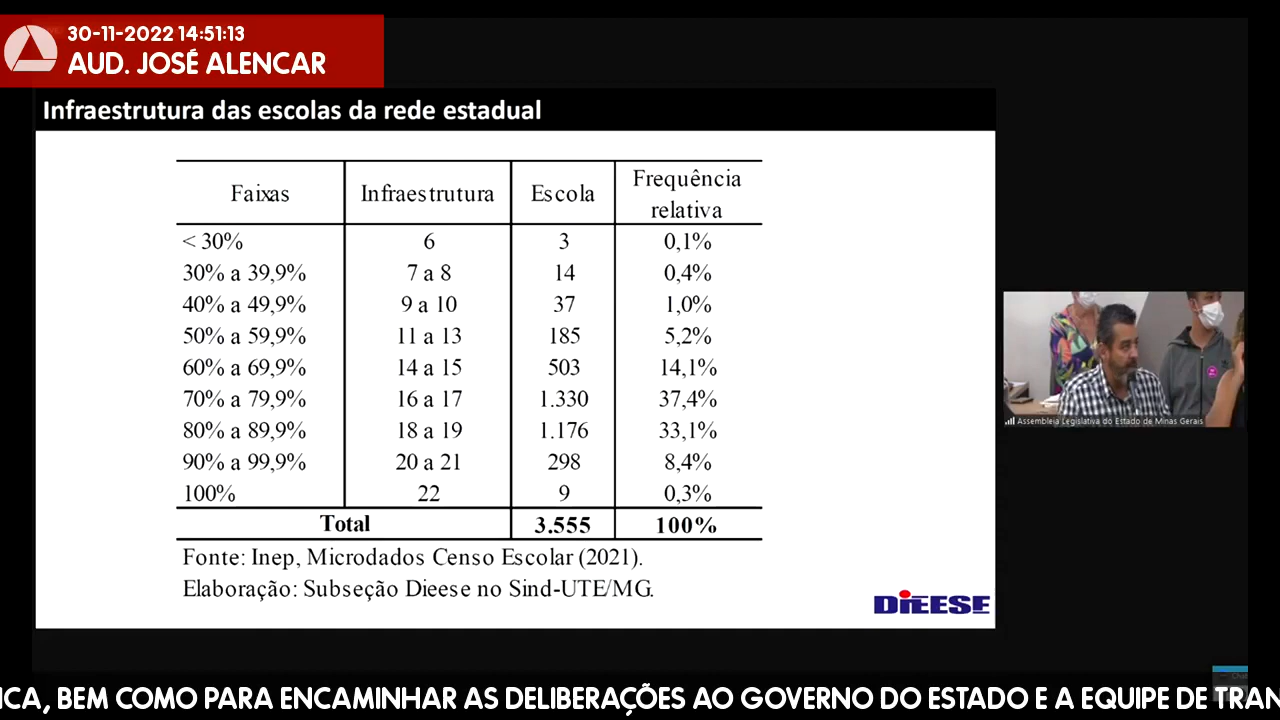 30-11-2022 14:51:13
AUD. JOSÉ ALENCAR
Infraestrutura das escolas da rede estadual
Faixas Infraestrutura Escola Frequência relativa
< 30% 6 3 0,1%
30% a 39,9% 7 a 8 14 0,4%
40% a 49,9% 9 a 10 37 1,0%
50% a 59,9% 11 a 13 185 5,2%
60% a 69,9% 14 a 15 503 14,1%
70% a 79,9% 16 a 17 1.330 37,4%
80% a 89,9% 18 a 19 1.176 33,1%
90% a 99,9% 20 a 21 298 8,4%
100% 22 9 0,3%
Total 3.555 100%
Fonte: Inep, Microdados Censo Escolar (2021).
Elaboração: Subseção Dieese no Sind-UTE/MG.
DIEESE
Assembleia Legislativa do Estado de Minas Gerais
Chat
ICA, BEM COMO PARA ENCAMINHAR AS DELIBERAÇÕES AO GOVERNO DO ESTADO E A EQUIPE DE TRAN